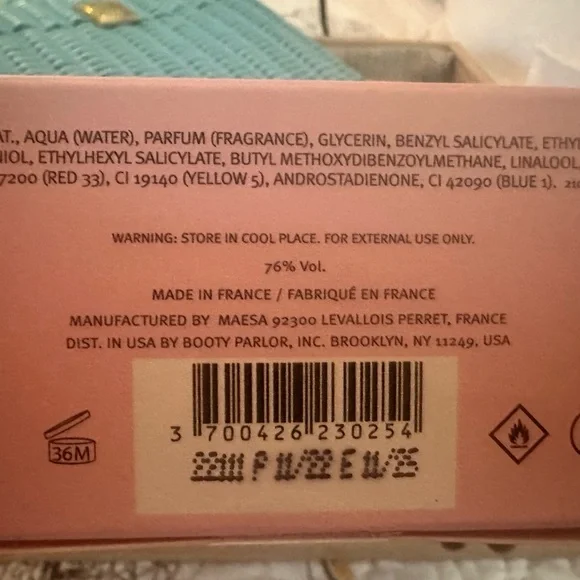 AT., AQUA (WATER), PARFUM (FRAGRANCE), GLYCERIN, BENZYL SALICYLATE, ETHY
NIOL, ETHYLHEXYL SALICYLATE, BUTYL METHOXYDIBENZOYLMETHANE, LINALOOL,
7200 (RED 33), CI 19140 (YELLOW 5), ANDROSTADIENONE, CI 42090 (BLUE 1).
WARNING: STORE IN COOL PLACE. FOR EXTERNAL USE ONLY.
76% Vol.
MADE IN FRANCE / FABRIQUÉ EN FRANCE
MANUFACTURED BY MAESA 92300 LEVALLOIS PERRET, FRANCE
DIST. IN USA BY BOOTY PARLOR, INC. BROOKLYN, NY 11249, USA
36M
3 700426 230254
22111 P 11/22 E 11/25